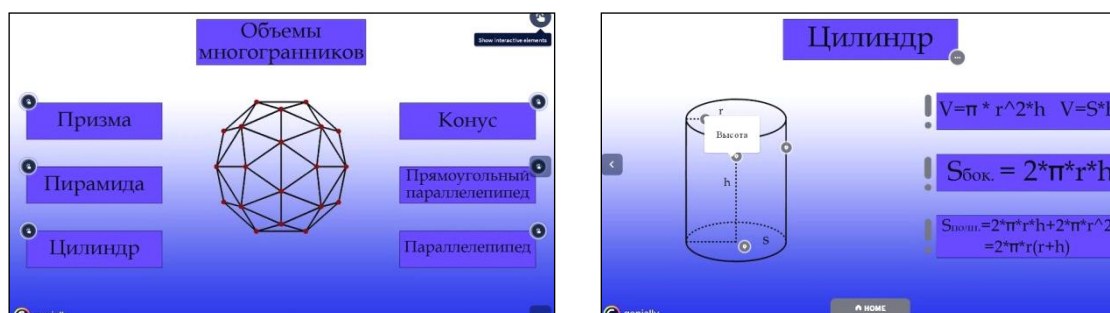 Объемы
многогранников
Show interactive elements
Призма
Пирамида
Цилиндр
Конус
Прямоугольный
параллелепипед
Параллелепипед
Цилиндр
r
Высота
h
S
V=π * r^2*h V=S*h
Sбок. = 2*π*r*h
Sполн.=2*π*r*h+2*π*r^2
=2*π*r(r+h)
HOME
genially